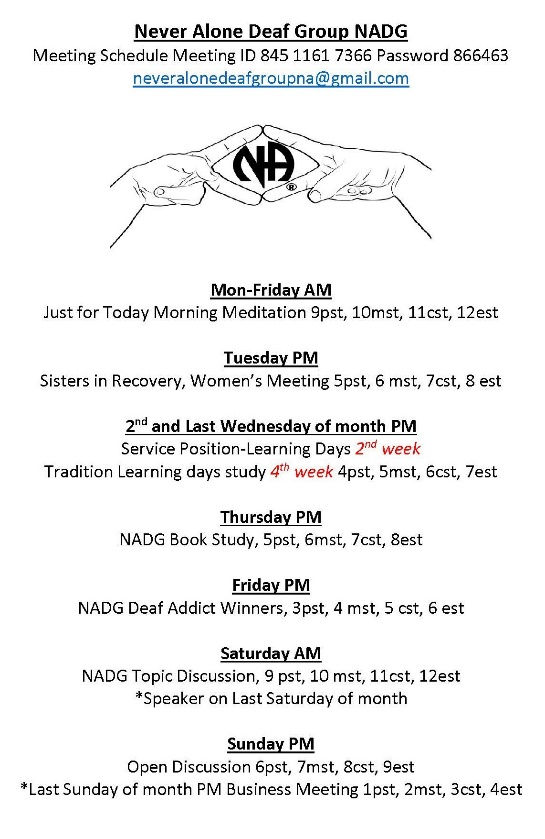 Never Alone Deaf Group NADG
Meeting Schedule Meeting ID 845 1161 7366 Password 866463
neveralonedeafgroupna@gmail.com
NA
®
Mon-Friday AM
Just for Today Morning Meditation 9pst, 10mst, 11cst, 12est
Tuesday PM
Sisters in Recovery, Women's Meeting 5pst, 6 mst, 7cst, 8 est
2nd and Last Wednesday of month PM
Service Position-Learning Days 2nd week
Tradition Learning days study 4th week 4pst, 5mst, 6cst, 7est
Thursday PM
NADG Book Study, 5pst, 6mst, 7cst, 8est
Friday PM
NADG Deaf Addict Winners, 3pst, 4 mst, 5 cst, 6 est
Saturday AM
NADG Topic Discussion, 9 pst, 10 mst, 11cst, 12est
*Speaker on Last Saturday of month
Sunday PM
Open Discussion 6pst, 7mst, 8cst, 9est
*Last Sunday of month PM Business Meeting 1pst, 2mst, 3cst, 4est